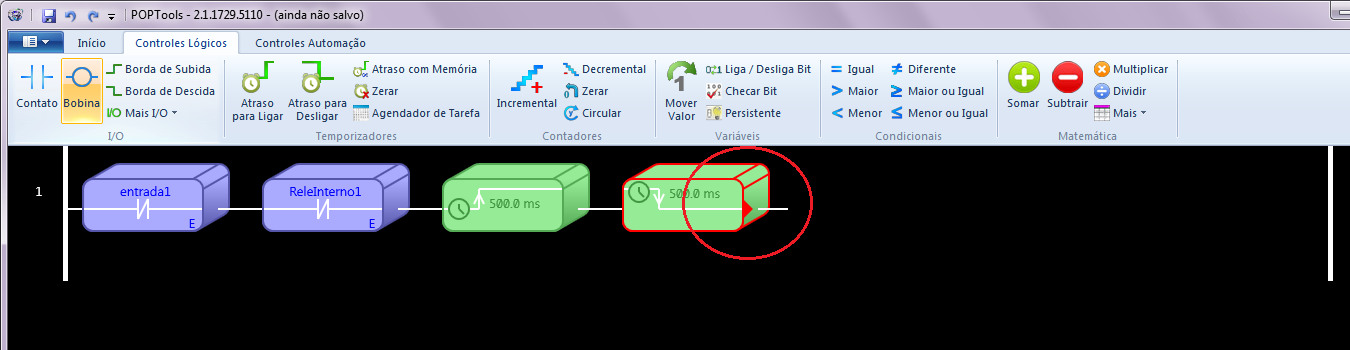 POPTools - 2.1.1729.5110 - (ainda não salvo)
Início Controles Lógicos Controles Automação
Contato
Bobina
Borda de Subida
Borda de Descida
I/O Mais I/O
I/O
Atraso para Ligar
Atraso para Desligar
Atraso com Memória
Zerar
Agendador de Tarefa
Temporizadores
Incremental
Decremental
Zerar
Circular
Contadores
1
Mover Valor
0↓1 Liga / Desliga Bit
Checar Bit
Persistente
Variáveis
= Igual
> Maior
< Menor
≠ Diferente
≥ Maior ou Igual
≤ Menor ou Igual
Condicionais
Somar
Subtrair
Multiplicar
Dividir
Mais
Matemática
1
entrada1
E
ReleInterno1
E
500.0 ms
500.0 ms